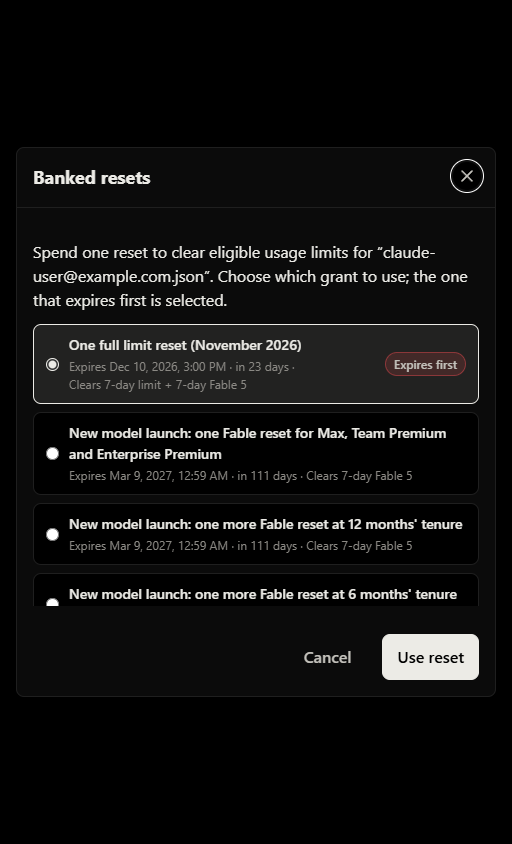 Banked resets
Spend one reset to clear eligible usage limits for “claude-
user@example.com.json”. Choose which grant to use; the one
that expires first is selected.
One full limit reset (November 2026)
Expires Dec 10, 2026, 3:00 PM · in 23 days ·
Clears 7-day limit + 7-day Fable 5
Expires first
New model launch: one Fable reset for Max, Team Premium
and Enterprise Premium
Expires Mar 9, 2027, 12:59 AM · in 111 days · Clears 7-day Fable 5
New model launch: one more Fable reset at 12 months' tenure
Expires Mar 9, 2027, 12:59 AM · in 111 days · Clears 7-day Fable 5
New model launch: one more Fable reset at 6 months' tenure
Cancel
Use reset